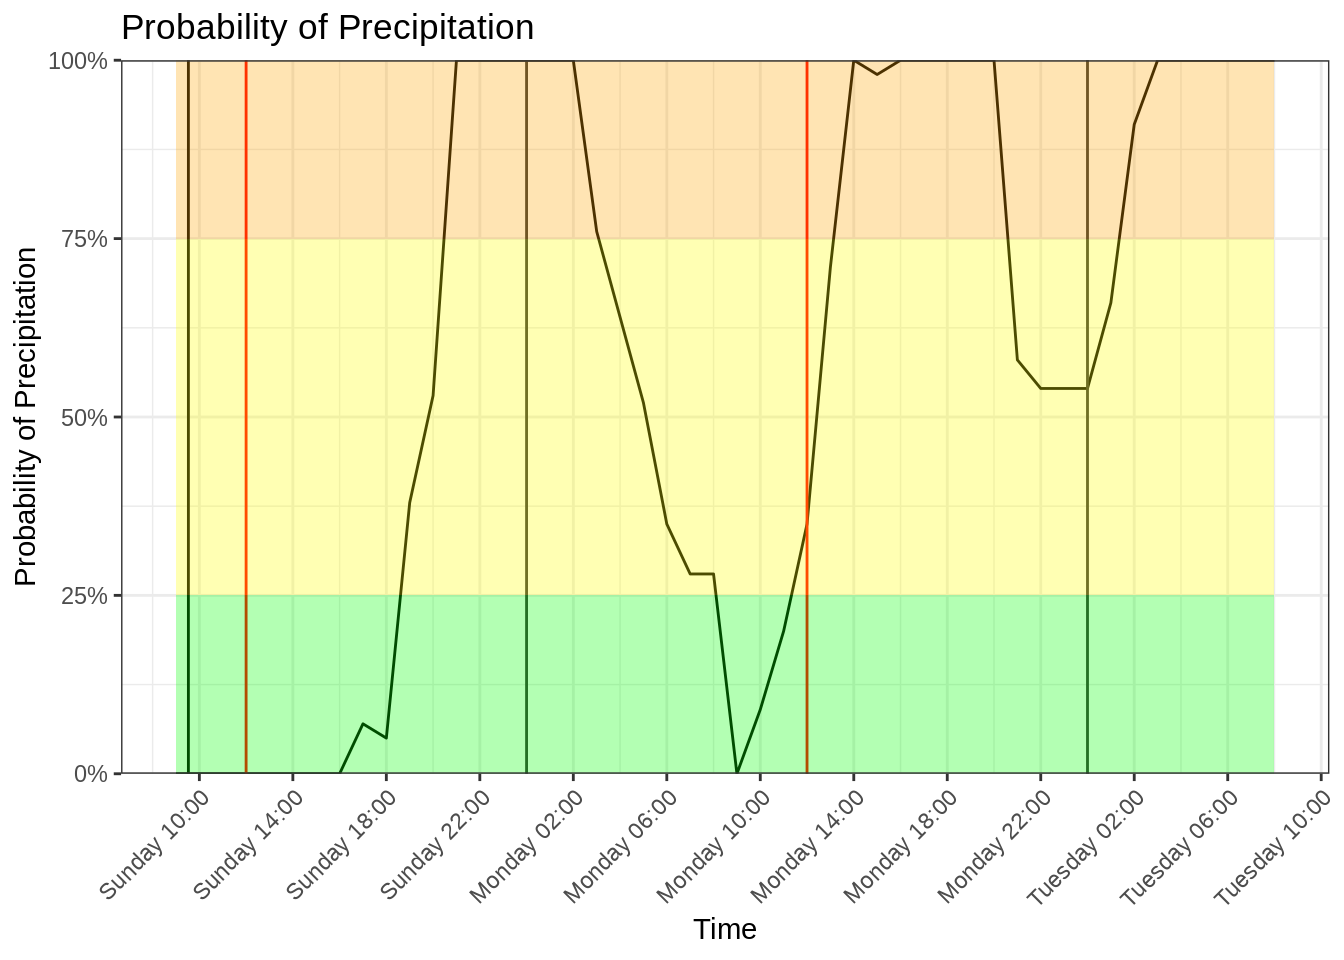 Probability of Precipitation
100%
75%
50%
25%
0%
Probability of Precipitation
Sunday 10:00
Sunday 14:00
Sunday 18:00
Sunday 22:00
Monday 02:00
Monday 06:00
Monday 10:00
Monday 14:00
Monday 18:00
Monday 22:00
Tuesday 02:00
Tuesday 06:00
Tuesday 10:00
Time